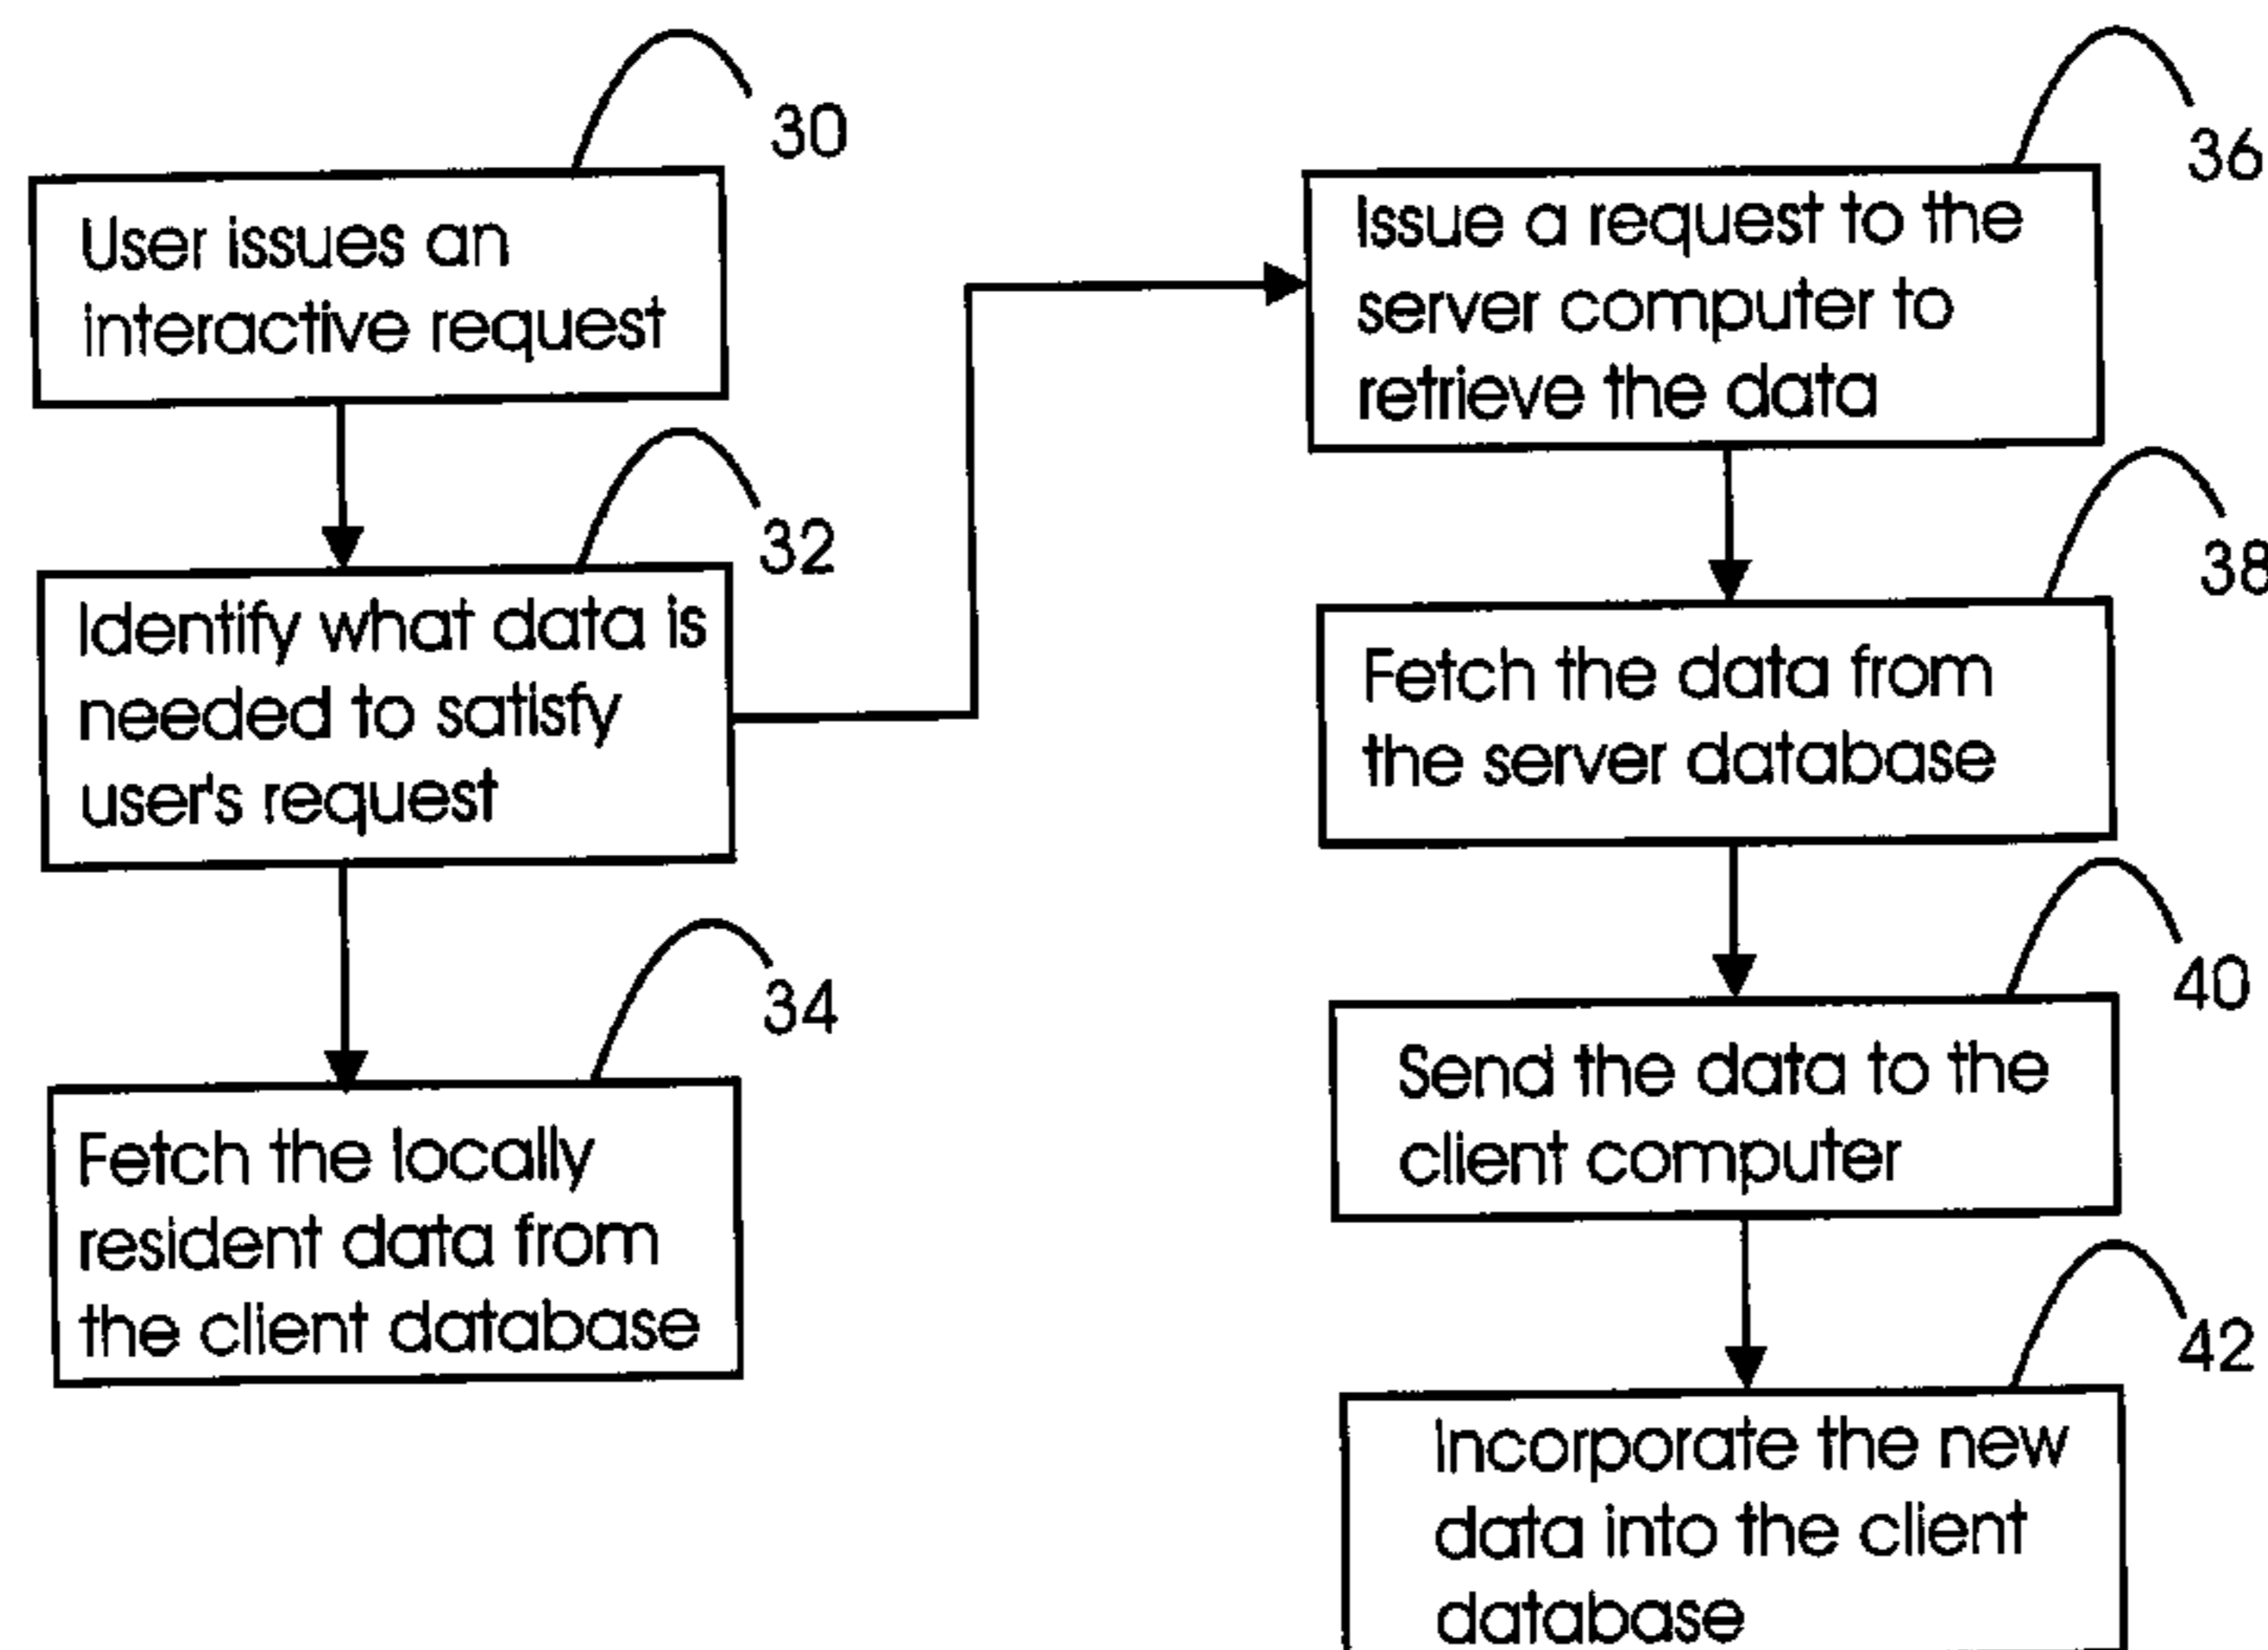 30
User issues an
interactive request
32
Identify what data is
needed to satisfy
user's request
34
Fetch the locally
resident data from
the client database
36
Issue a request to the
server computer to
retrieve the data
38
Fetch the data from
the server database
40
Send the data to the
client computer
42
Incorporate the new
data into the client
database